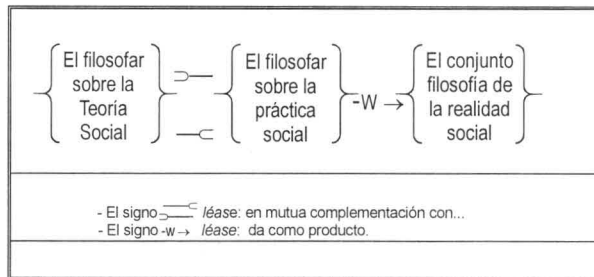 El filosofar
sobre la
Teoría
Social
El filosofar
sobre la
práctica
social
-W →
El conjunto
filosofía de
la realidad
social
- El signo léase: en mutua complementación con...
- El signo -w→ léase: da como producto.